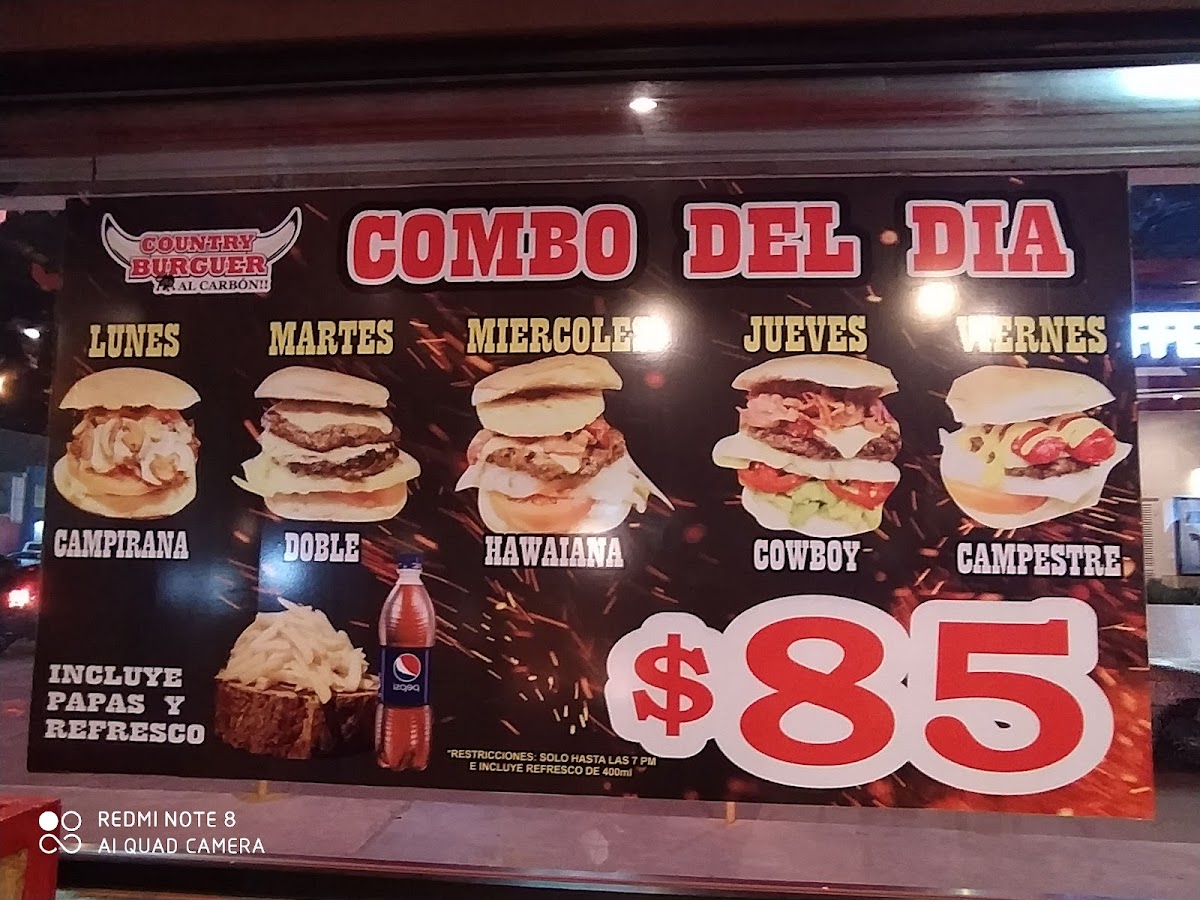 COUNTRY
BURGUER
AL CARBÓN!!
COMBO DEL DIA
LUNES
MARTES
MIERCOLES
JUEVES
VIERNES
CAMPIRANA
DOBLE
HAWAIANA
COWBOY
CAMPESTRE
INCLUYE
PAPAS Y
REFRESCO
pepsi
*RESTRICCIONES: SOLO HASTA LAS 7 PM
E INCLUYE REFRESCO DE 400ml
$85
REDMI NOTE 8
AI QUAD CAMERA